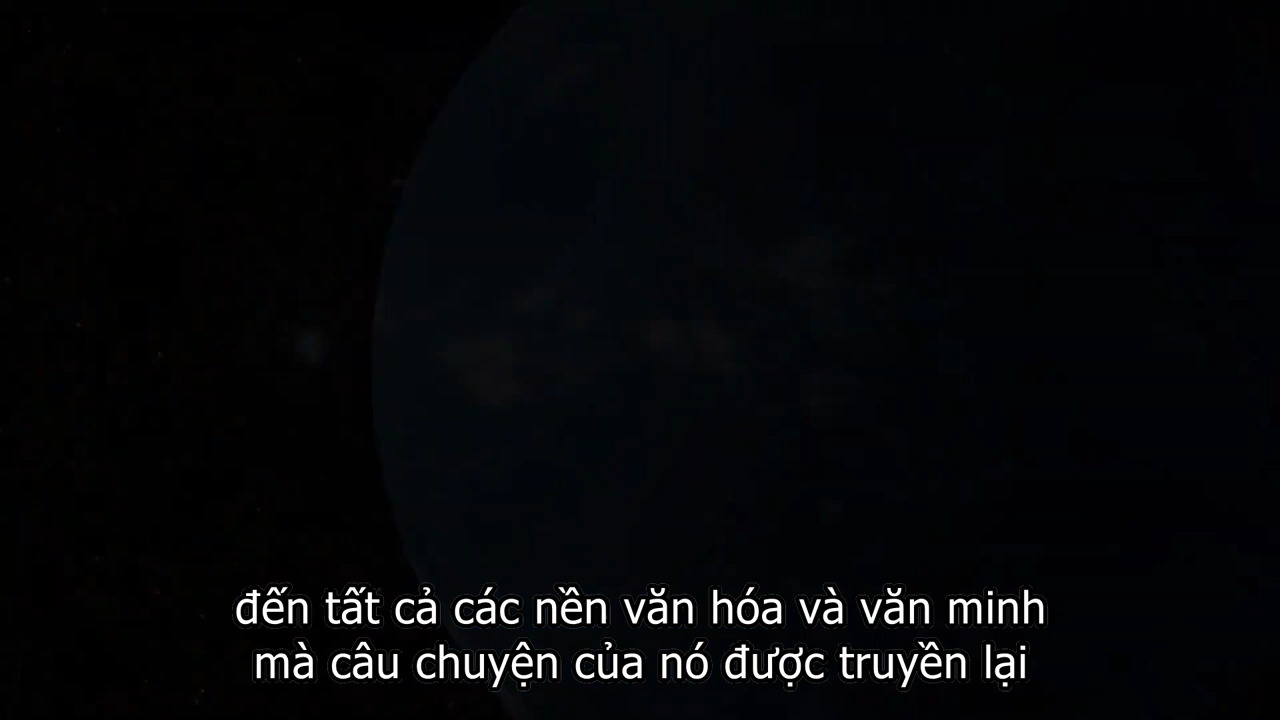 đến tất cả các nền văn hóa và văn minh
mà câu chuyện của nó được truyền lại